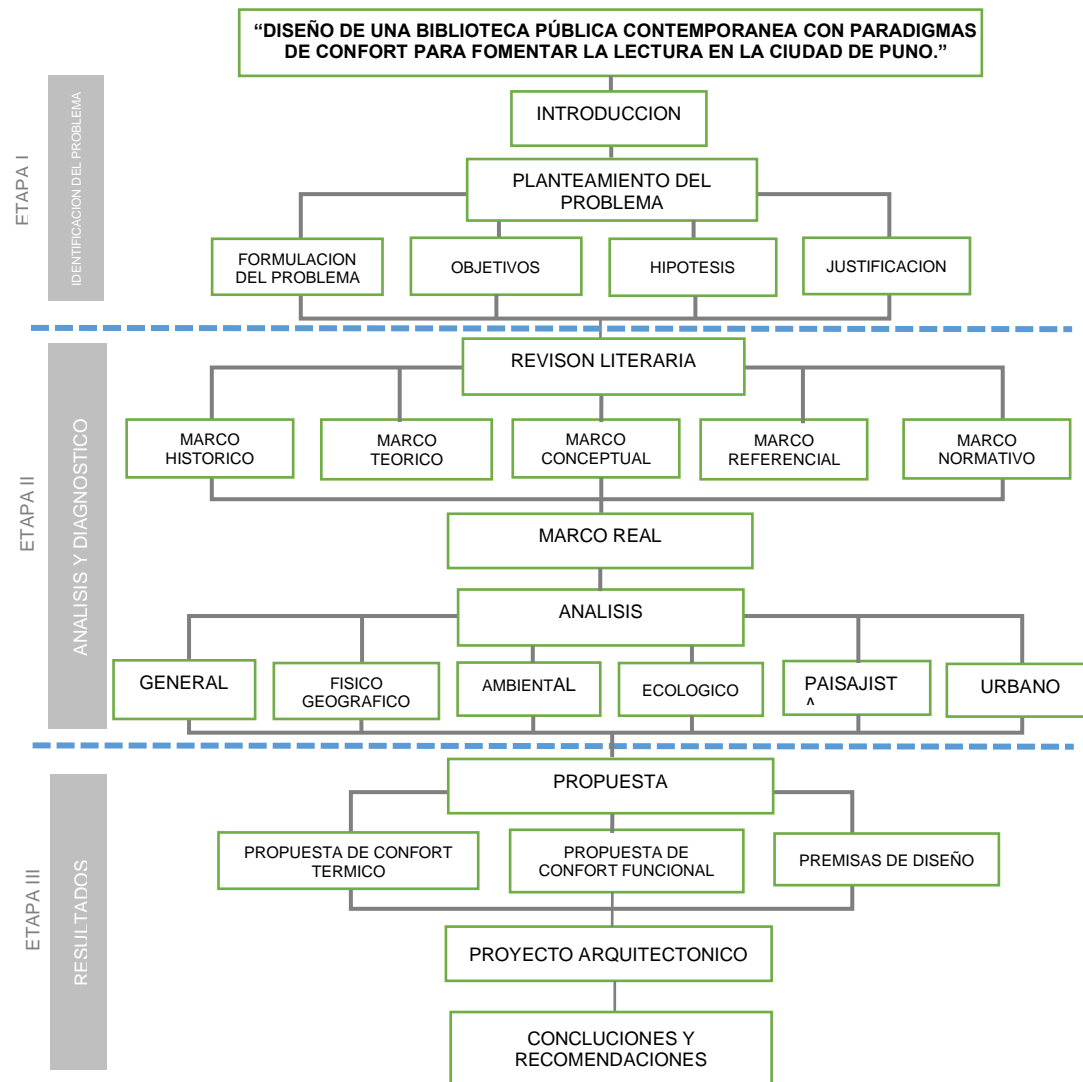 “DISEÑO DE UNA BIBLIOTECA PÚBLICA CONTEMPORANEA CON PARADIGMAS
DE CONFORT PARA FOMENTAR LA LECTURA EN LA CIUDAD DE PUNO.”
ETAPA I
IDENTIFICACION DEL PROBLEMA
INTRODUCCION
PLANTEAMIENTO DEL
PROBLEMA
FORMULACION
DEL PROBLEMA
OBJETIVOS
HIPOTESIS
JUSTIFICACION
ETAPA II
ANALISIS Y DIAGNOSTICO
REVISON LITERARIA
MARCO
HISTORICO
MARCO
TEORICO
MARCO
CONCEPTUAL
MARCO
REFERENCIAL
MARCO
NORMATIVO
MARCO REAL
ANALISIS
GENERAL
FISICO
GEOGRAFICO
AMBIENTAL
ECOLOGICO
PAISAJIST
URBANO
ETAPA III
RESULTADOS
PROPUESTA
PROPUESTA DE CONFORT
TERMICO
PROPUESTA DE
CONFORT FUNCIONAL
PREMISAS DE DISEÑO
PROYECTO ARQUITECTONICO
CONCLUCIONES Y
RECOMENDACIONES